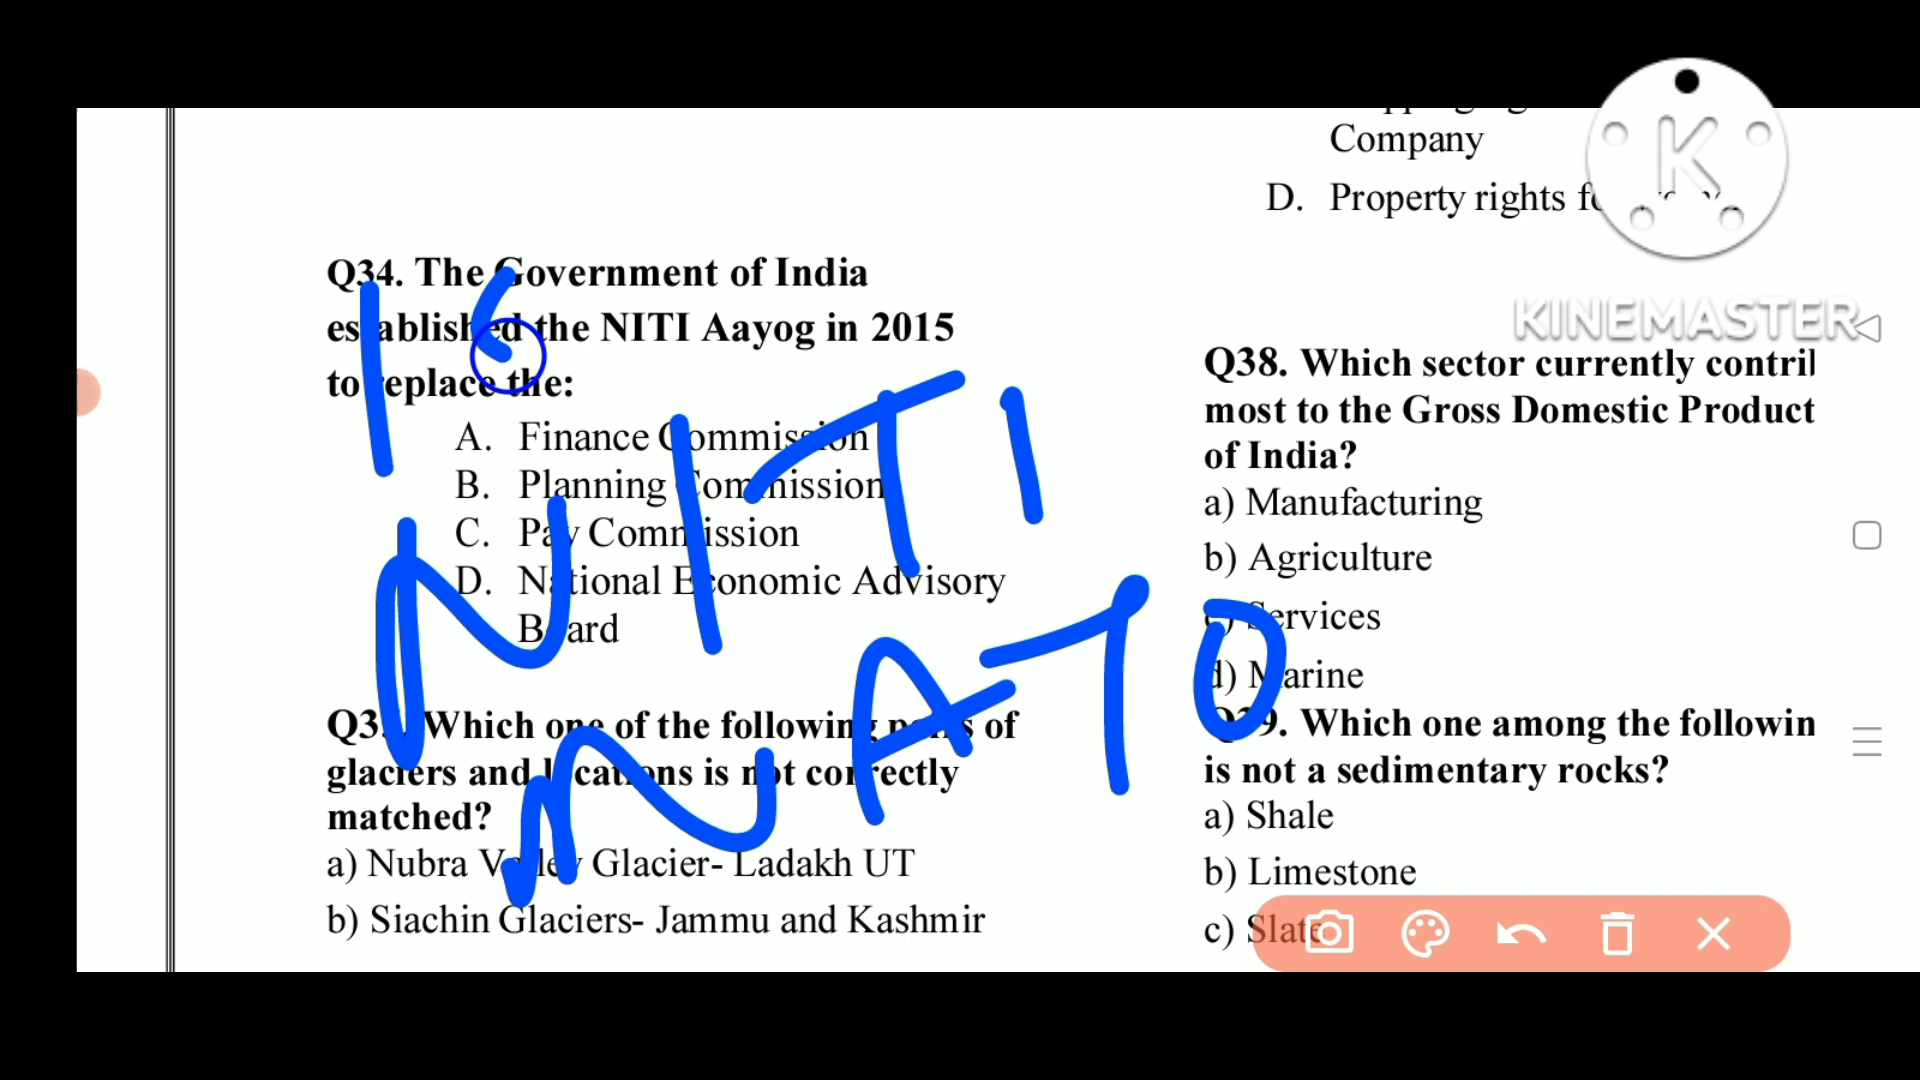 Q34. The Government of India
established the NITI Aayog in 2015
to replace the:
A. Finance Commission
B. Planning Commission
C. Pay Commission
D. National Economic Advisory
Board
Q3 Which one of the following pairs of
glaciers and locations is not correctly
matched?
a) Nubra Valley Glacier- Ladakh UT
b) Siachin Glaciers- Jammu and Kashmir
NITI
NATO
Company
D. Property rights
K
KINEMASTER
Q38. Which sector currently contri
most to the Gross Domestic Product
of India?
a) Manufacturing
b) Agriculture
c) Services
d) Marine
Q39. Which one among the followin
is not a sedimentary rocks?
a) Shale
b) Limestone
c) Slate